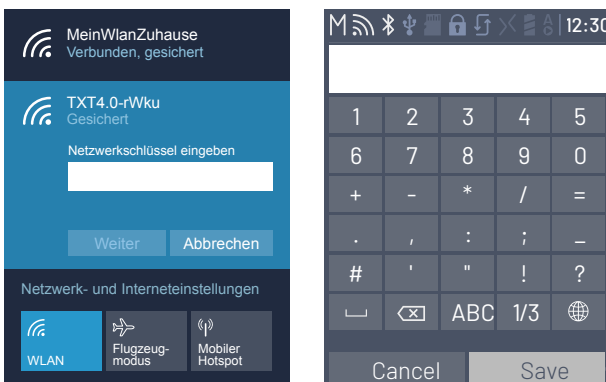 MeinWlanZuhause
Verbunden, gesichert
TXT4.0-rWku
Gesichert
Netzwerkschlüssel eingeben
Weiter Abbrechen
Netzwerk- und Interneteinstellungen
WLAN
Flugzeug-
modus
Mobiler
Hotspot
M 12:30
1 2 3 4 5
6 7 8 9 0
+ - * / =
. , : ; _
# ' " ! ?
ABC 1/3
Cancel Save